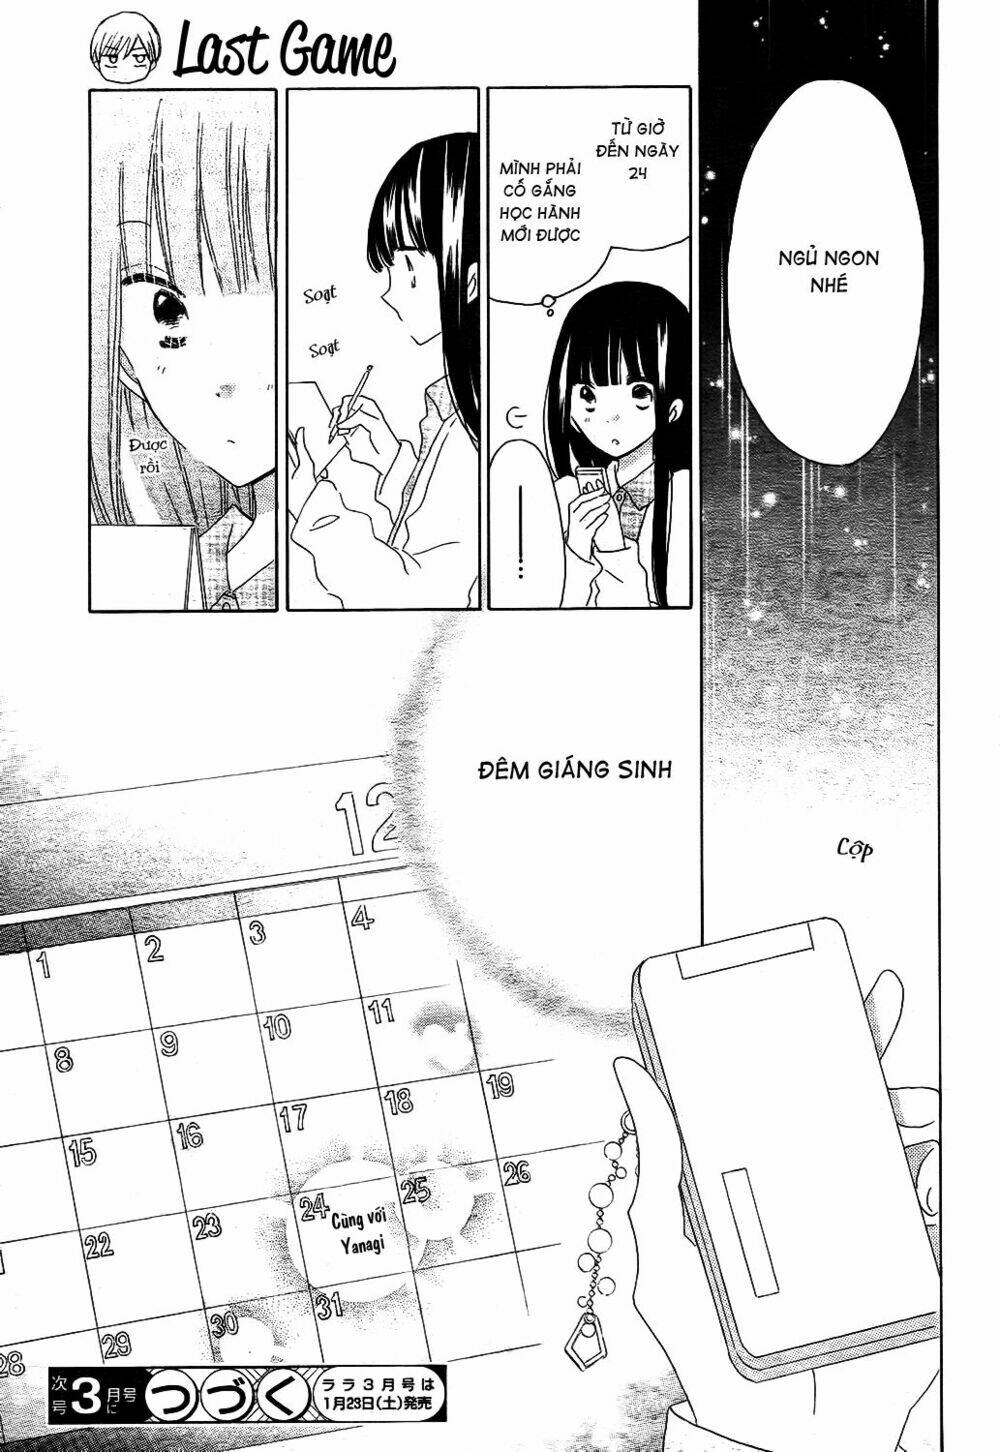 Last Game
NGỦ NGON
NHÉ
Cộp
TỪ GIỜ
ĐẾN NGÀY
24
MÌNH PHẢI
CỐ GẮNG
HỌC HÀNH
MỚI ĐƯỢC
Soạt
Soạt
Được
rồi
ĐÊM GIÁNG SINH
12
1
2
3
4
8
9
10
11
15
16
17
18
19
22
23
24
25
26
Cùng với
Yanagi
28
29
30
31
次号3月号に
つづく
ララ3月号は
1月23日(土)発売